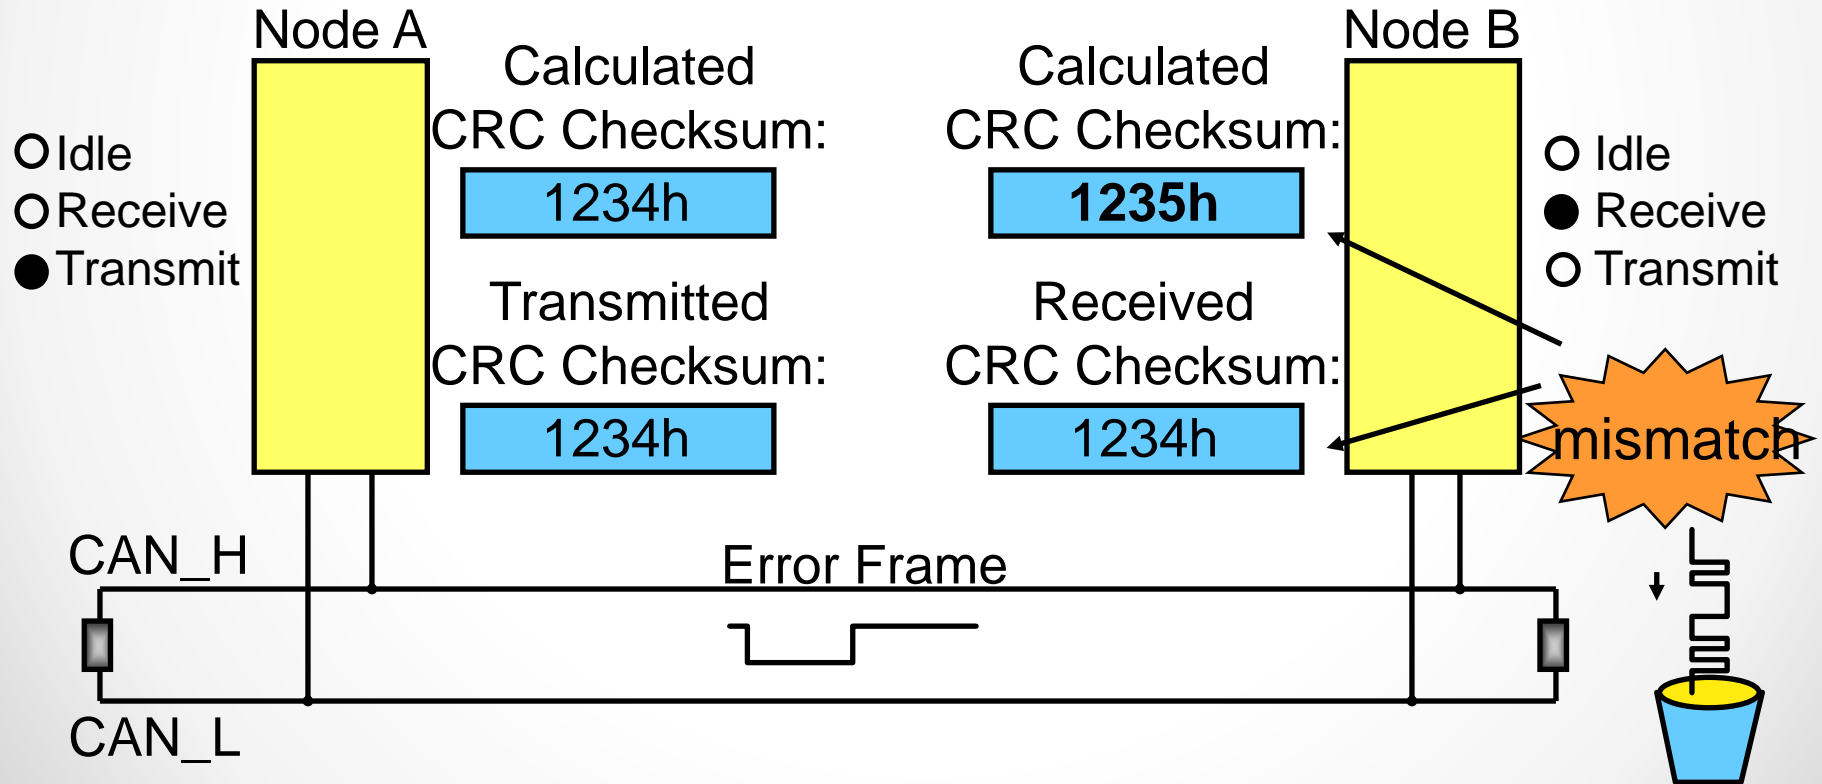 Node A
Node B
Calculated
CRC Checksum:
1234h
Calculated
CRC Checksum:
1235h
Idle
Receive
Transmit
Idle
Receive
Transmit
Transmitted
CRC Checksum:
1234h
Received
CRC Checksum:
1234h
mismatch
CAN_H
Error Frame
CAN_L